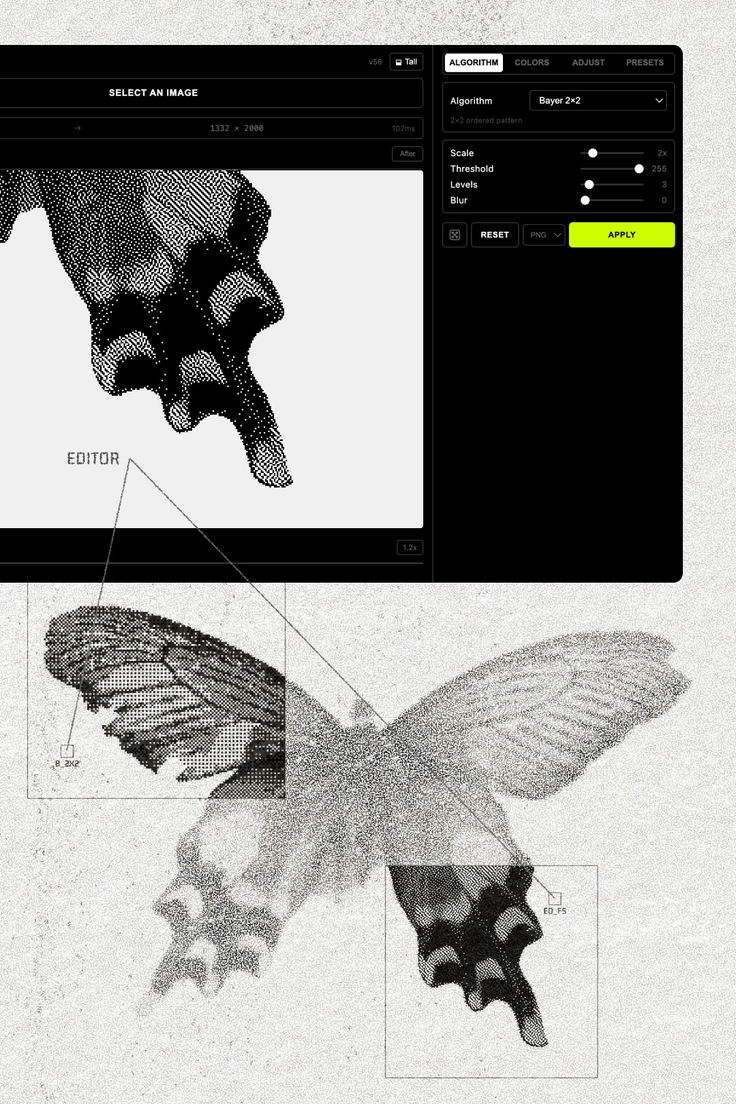 v56 Tall
SELECT AN IMAGE
→ 1332 × 2000 102ms
After
ALGORITHM COLORS ADJUST PRESETS
Algorithm Bayer 2×2
2×2 ordered pattern
Scale 2x
Threshold 255
Levels 3
Blur 0
RESET PNG APPLY
EDITOR
1.2x
B_2X2
ED_FS